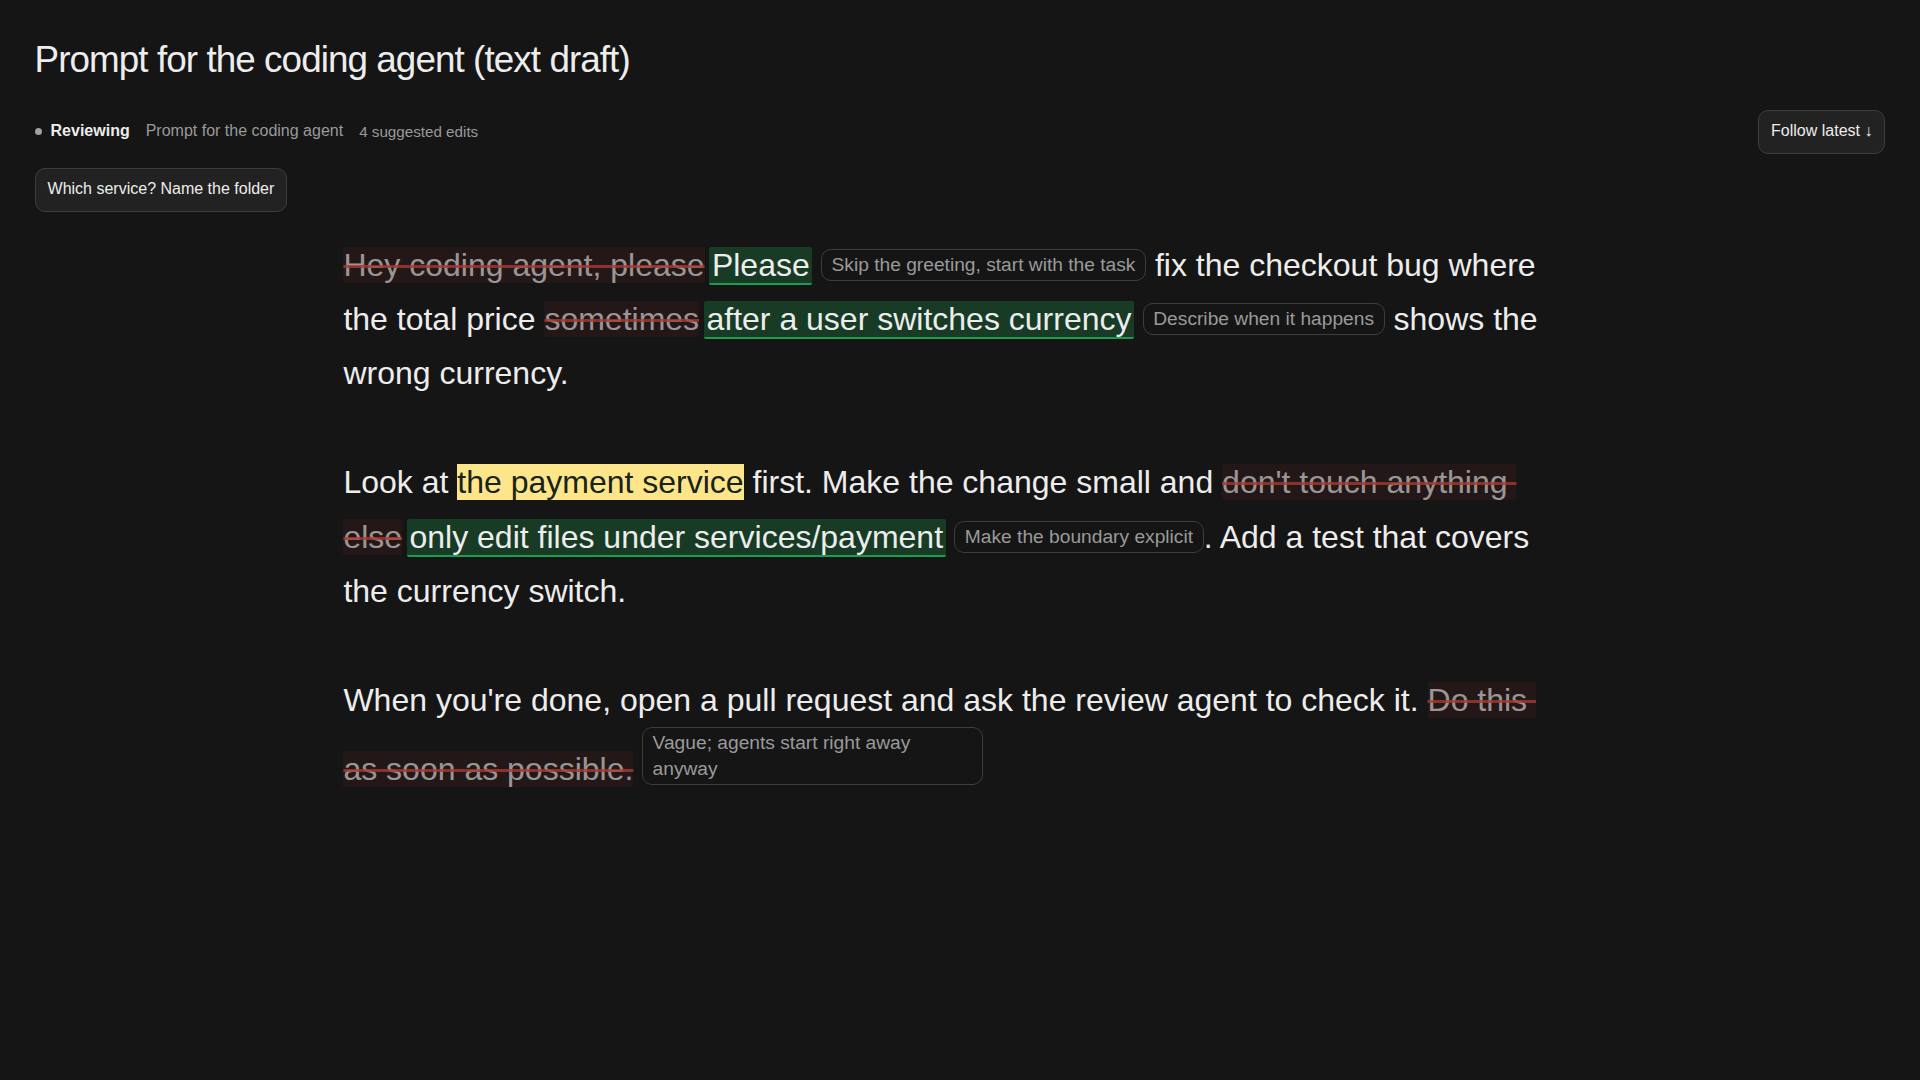 Prompt for the coding agent (text draft)
Reviewing Prompt for the coding agent 4 suggested edits
Follow latest ↓
Which service? Name the folder
Hey coding agent, please Please Skip the greeting, start with the task fix the checkout bug where
the total price sometimes after a user switches currency Describe when it happens shows the
wrong currency.
Look at the payment service first. Make the change small and don't touch anything
else only edit files under services/payment Make the boundary explicit. Add a test that covers
the currency switch.
When you're done, open a pull request and ask the review agent to check it. Do this
as soon as possible. Vague; agents start right away
anyway